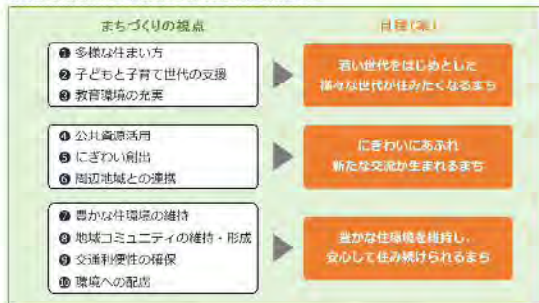 まちづくりの視点
目標(案)
❶ 多様な住まい方
❷ 子どもと子育て世代の支援
❸ 教育環境の充実
若い世代をはじめとした
様々な世代が住みたくなるまち
❹ 公共資源活用
❺ にぎわい創出
❻ 周辺地域との連携
にぎわいにあふれ
新たな交流が生まれるまち
❼ 豊かな住環境の維持
❽ 地域コミュニティの維持・形成
❾ 交通利便性の確保
❿ 環境への配慮
豊かな住環境を維持し、
安心して住み続けられるまち